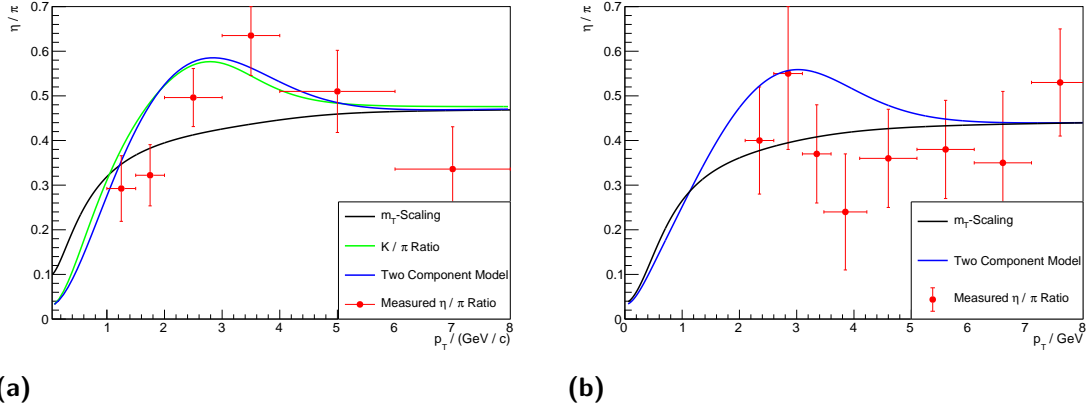 η / π
0.7
0.6
0.5
0.4
0.3
0.2
0.1
0
1
2
3
4
5
6
7
8
p_T / (GeV / c)
m_T-Scaling
K / π Ratio
Two Component Model
Measured η / π Ratio
(a)
η / π
0.7
0.6
0.5
0.4
0.3
0.2
0.1
0
0
1
2
3
4
5
6
7
8
p_T / GeV
m_T-Scaling
Two Component Model
Measured η / π Ratio
(b)